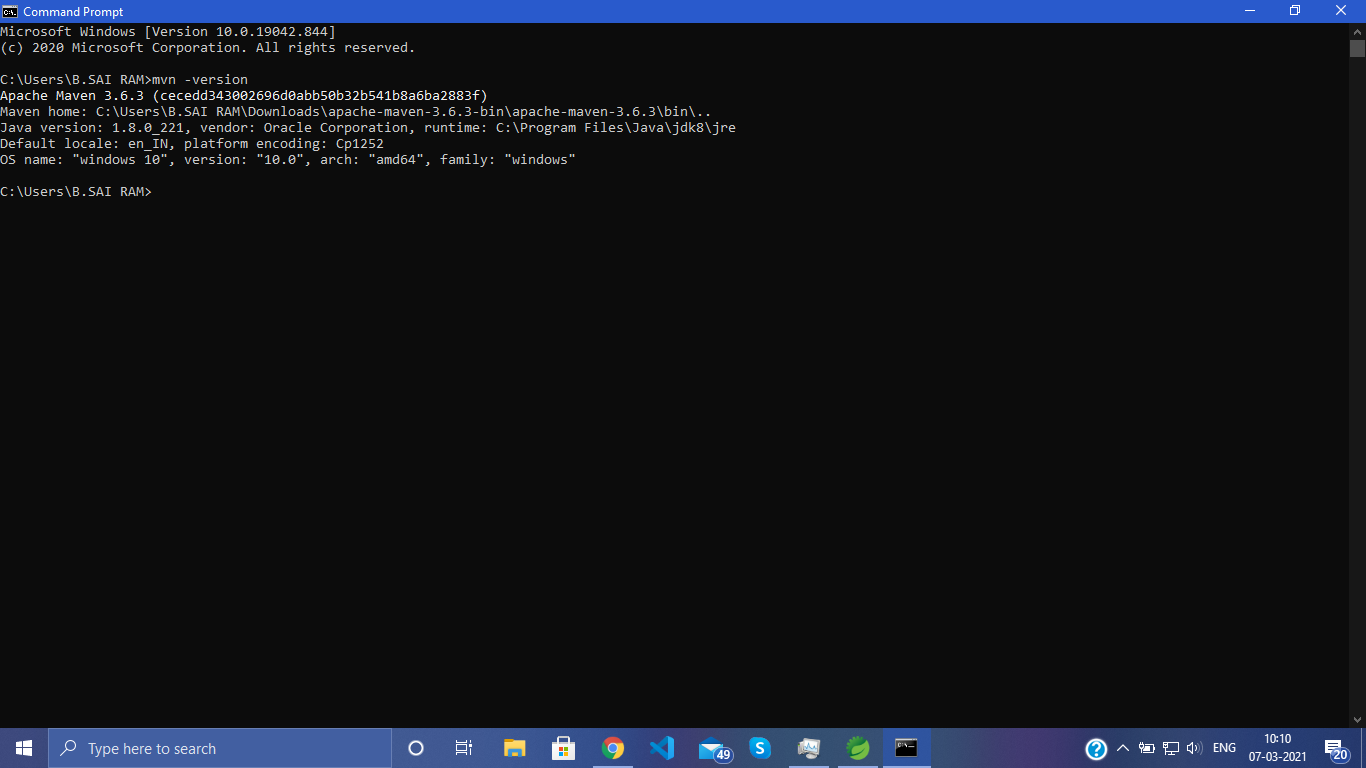 Command Prompt
Microsoft Windows [Version 10.0.19042.844]
(c) 2020 Microsoft Corporation. All rights reserved.
C:\Users\B.SAI RAM>mvn -version
Apache Maven 3.6.3 (cecedd343002696d0abb50b32b541b8a6ba2883f)
Maven home: C:\Users\B.SAI RAM\Downloads\apache-maven-3.6.3-bin\apache-maven-3.6.3\bin\..
Java version: 1.8.0_221, vendor: Oracle Corporation, runtime: C:\Program Files\Java\jdk8\jre
Default locale: en_IN, platform encoding: Cp1252
OS name: "windows 10", version: "10.0", arch: "amd64", family: "windows"
C:\Users\B.SAI RAM>
Type here to search
49
ENG
10:10
07-03-2021
20